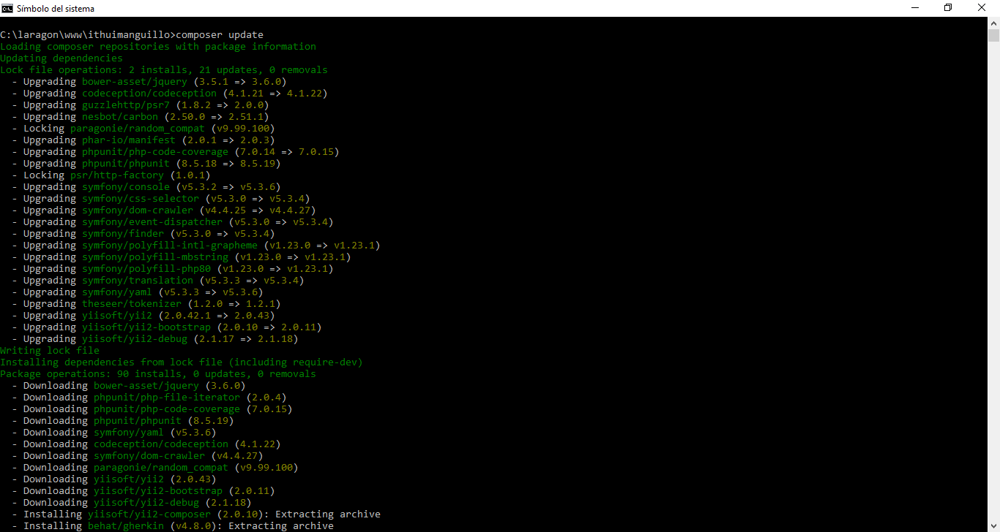 Símbolo del sistema
C:\laragon\www\ithuimanguillo>composer update
Loading composer repositories with package information
Updating dependencies
Lock file operations: 2 installs, 21 updates, 0 removals
  - Upgrading bower-asset/jquery (3.5.1 => 3.6.0)
  - Upgrading codeception/codeception (4.1.21 => 4.1.22)
  - Upgrading guzzlehttp/psr7 (1.8.2 => 2.0.0)
  - Upgrading nesbot/carbon (2.50.0 => 2.51.1)
  - Locking paragonie/random_compat (v9.99.100)
  - Upgrading phar-io/manifest (2.0.1 => 2.0.3)
  - Upgrading phpunit/php-code-coverage (7.0.14 => 7.0.15)
  - Upgrading phpunit/phpunit (8.5.18 => 8.5.19)
  - Locking psr/http-factory (1.0.1)
  - Upgrading symfony/console (v5.3.2 => v5.3.6)
  - Upgrading symfony/css-selector (v5.3.0 => v5.3.4)
  - Upgrading symfony/dom-crawler (v4.4.25 => v4.4.27)
  - Upgrading symfony/event-dispatcher (v5.3.0 => v5.3.4)
  - Upgrading symfony/finder (v5.3.0 => v5.3.4)
  - Upgrading symfony/polyfill-intl-grapheme (v1.23.0 => v1.23.1)
  - Upgrading symfony/polyfill-mbstring (v1.23.0 => v1.23.1)
  - Upgrading symfony/polyfill-php80 (v1.23.0 => v1.23.1)
  - Upgrading symfony/translation (v5.3.3 => v5.3.4)
  - Upgrading symfony/yaml (v5.3.3 => v5.3.6)
  - Upgrading theseer/tokenizer (1.2.0 => 1.2.1)
  - Upgrading yiisoft/yii2 (2.0.42.1 => 2.0.43)
  - Upgrading yiisoft/yii2-bootstrap (2.0.10 => 2.0.11)
  - Upgrading yiisoft/yii2-debug (2.1.17 => 2.1.18)
Writing lock file
Installing dependencies from lock file (including require-dev)
Package operations: 90 installs, 0 updates, 0 removals
  - Downloading bower-asset/jquery (3.6.0)
  - Downloading phpunit/php-file-iterator (2.0.4)
  - Downloading phpunit/php-code-coverage (7.0.15)
  - Downloading phpunit/phpunit (8.5.19)
  - Downloading symfony/yaml (v5.3.6)
  - Downloading codeception/codeception (4.1.22)
  - Downloading symfony/dom-crawler (v4.4.27)
  - Downloading paragonie/random_compat (v9.99.100)
  - Downloading yiisoft/yii2 (2.0.43)
  - Downloading yiisoft/yii2-bootstrap (2.0.11)
  - Downloading yiisoft/yii2-debug (2.1.18)
  - Installing yiisoft/yii2-composer (2.0.10): Extracting archive
  - Installing behat/gherkin (v4.8.0): Extracting archive